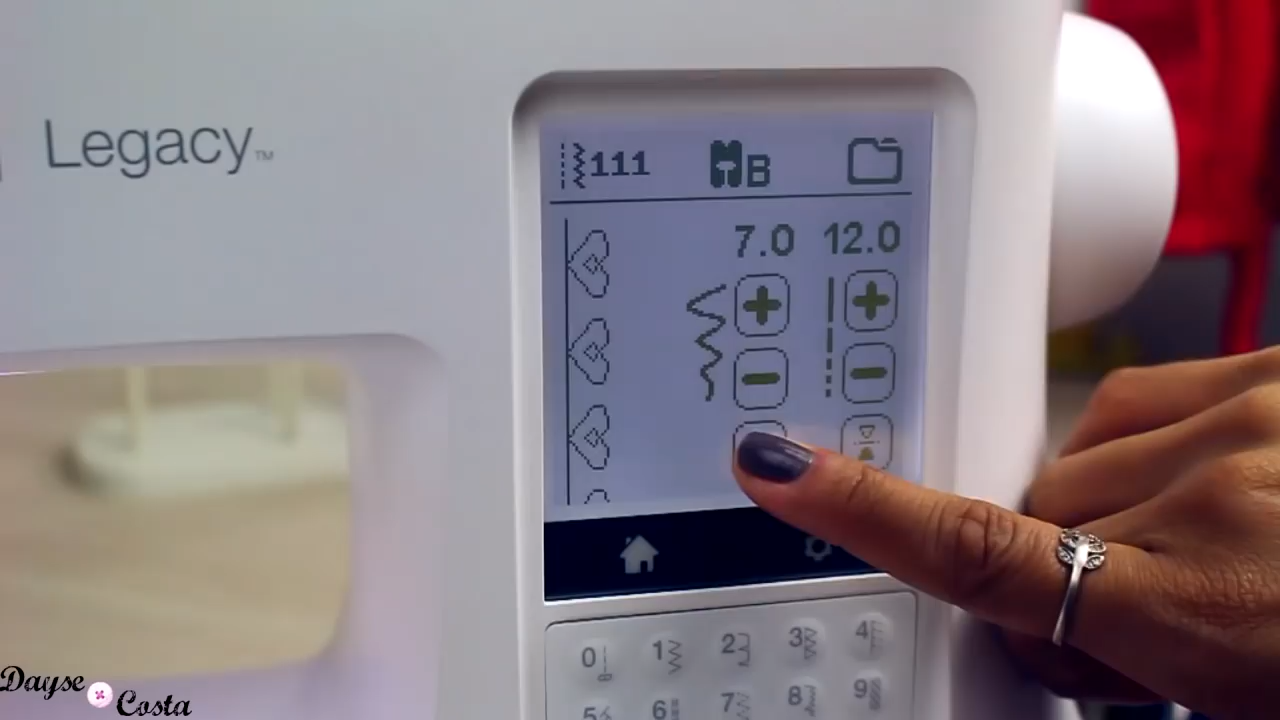 Legacy™
111
B
7.0 12.0
0 1 2 3 4
5 6 7 8 9
Dayse
Costa